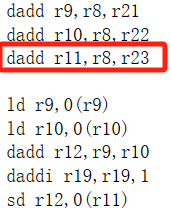 dadd r9,r8,r21
dadd r10,r8,r22
dadd r11,r8,r23
ld r9,0(r9)
ld r10,0(r10)
dadd r12,r9,r10
daddi r19,r19,1
sd r12,0(r11)